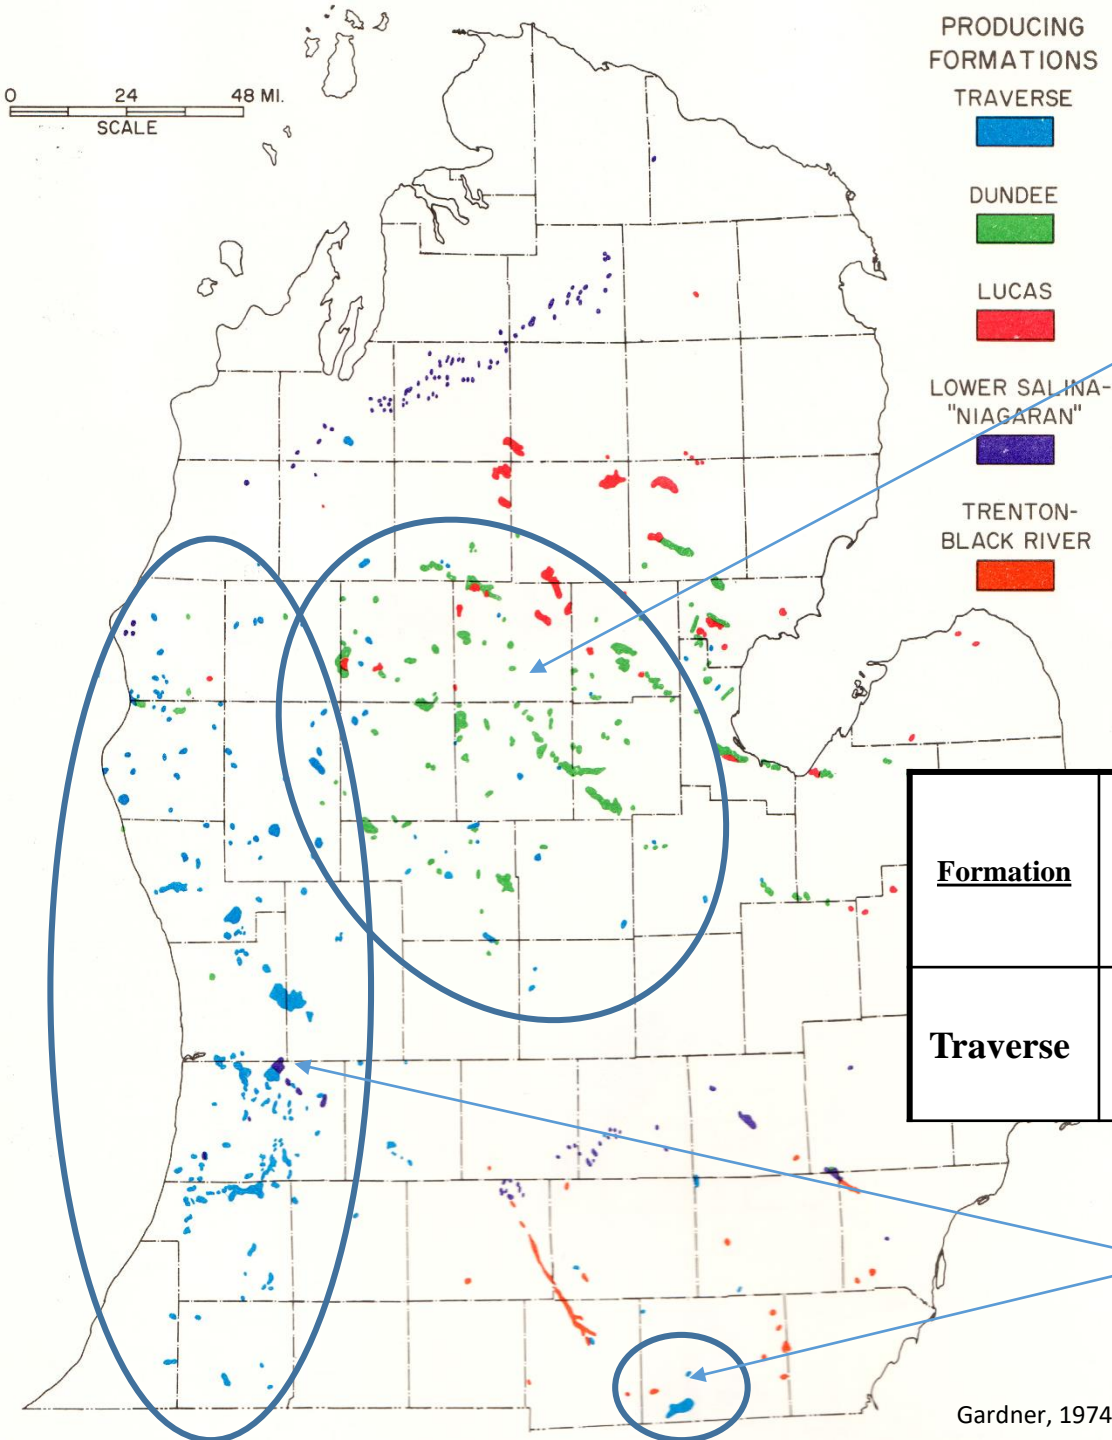 0 24 48 MI.
SCALE
PRODUCING
FORMATIONS
TRAVERSE
DUNDEE
LUCAS
LOWER SALINA-
"NIAGARAN"
TRENTON-
BLACK RIVER
Formation
Traverse
Gardner, 1974